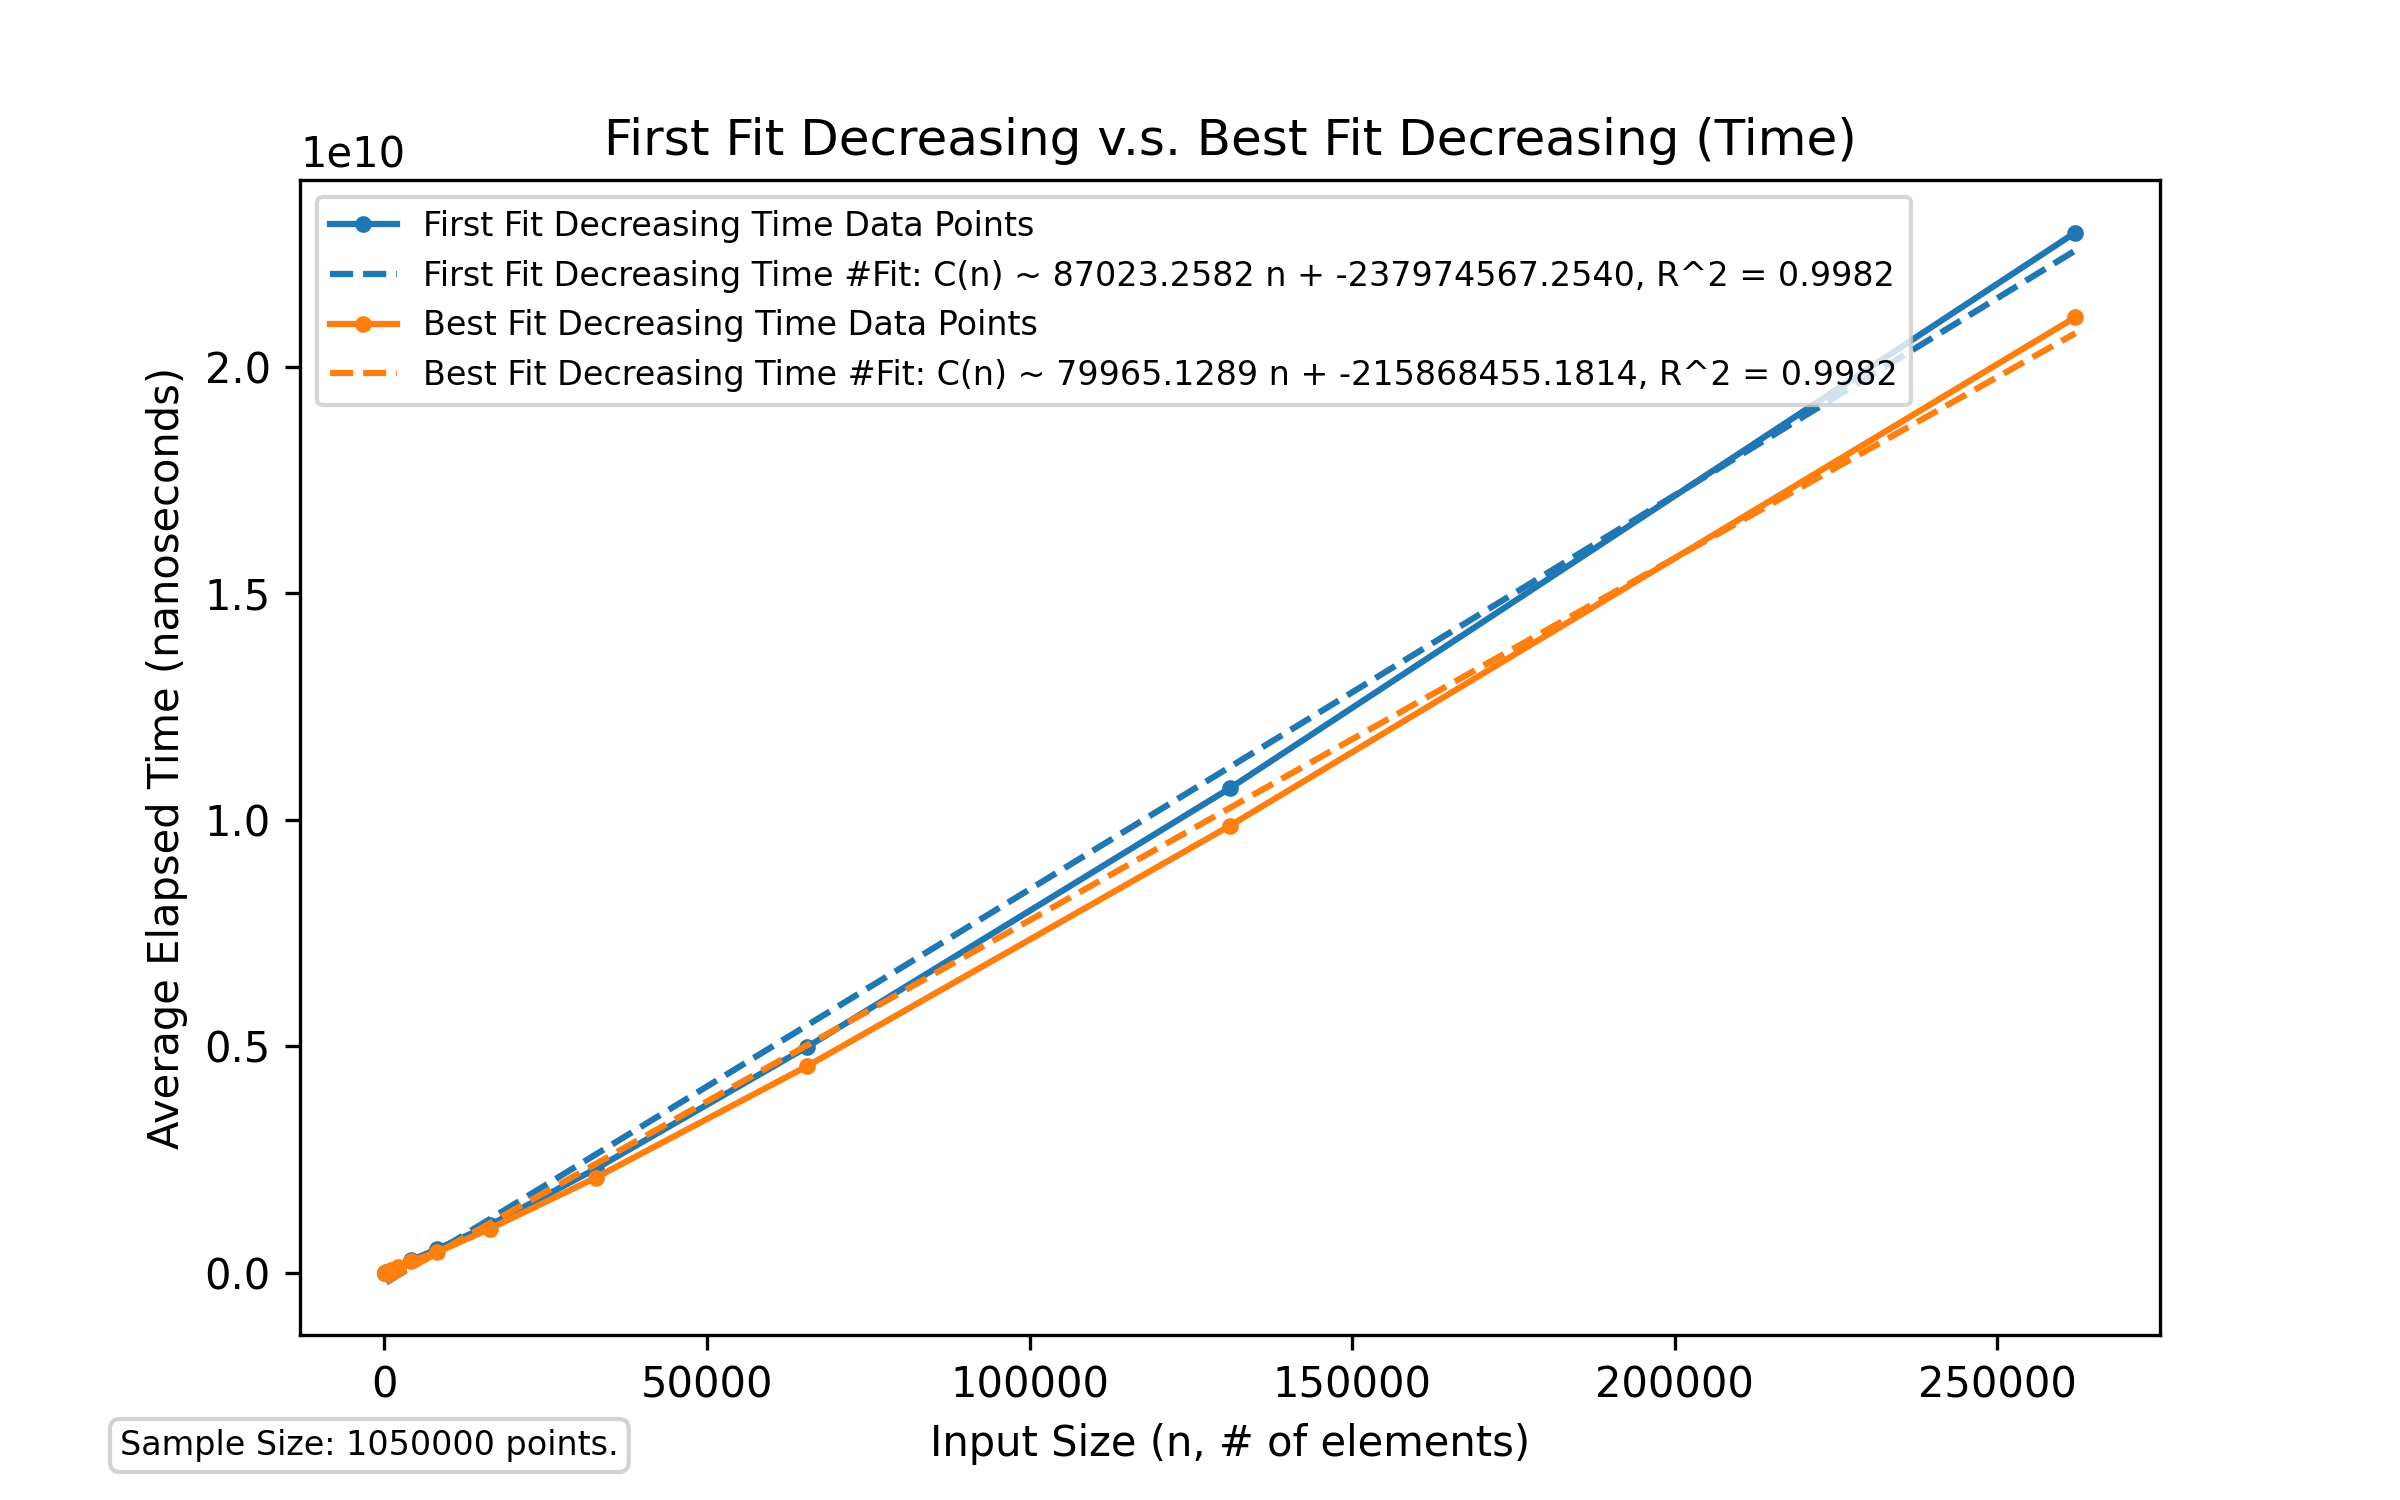 First Fit Decreasing v.s. Best Fit Decreasing (Time)
1e10
First Fit Decreasing Time Data Points
First Fit Decreasing Time #Fit: C(n) ~ 87023.2582 n + -237974567.2540, R^2 = 0.9982
Best Fit Decreasing Time Data Points
Best Fit Decreasing Time #Fit: C(n) ~ 79965.1289 n + -215868455.1814, R^2 = 0.9982
Average Elapsed Time (nanoseconds)
2.0
1.5
1.0
0.5
0.0
0 50000 100000 150000 200000 250000
Input Size (n, # of elements)
Sample Size: 1050000 points.